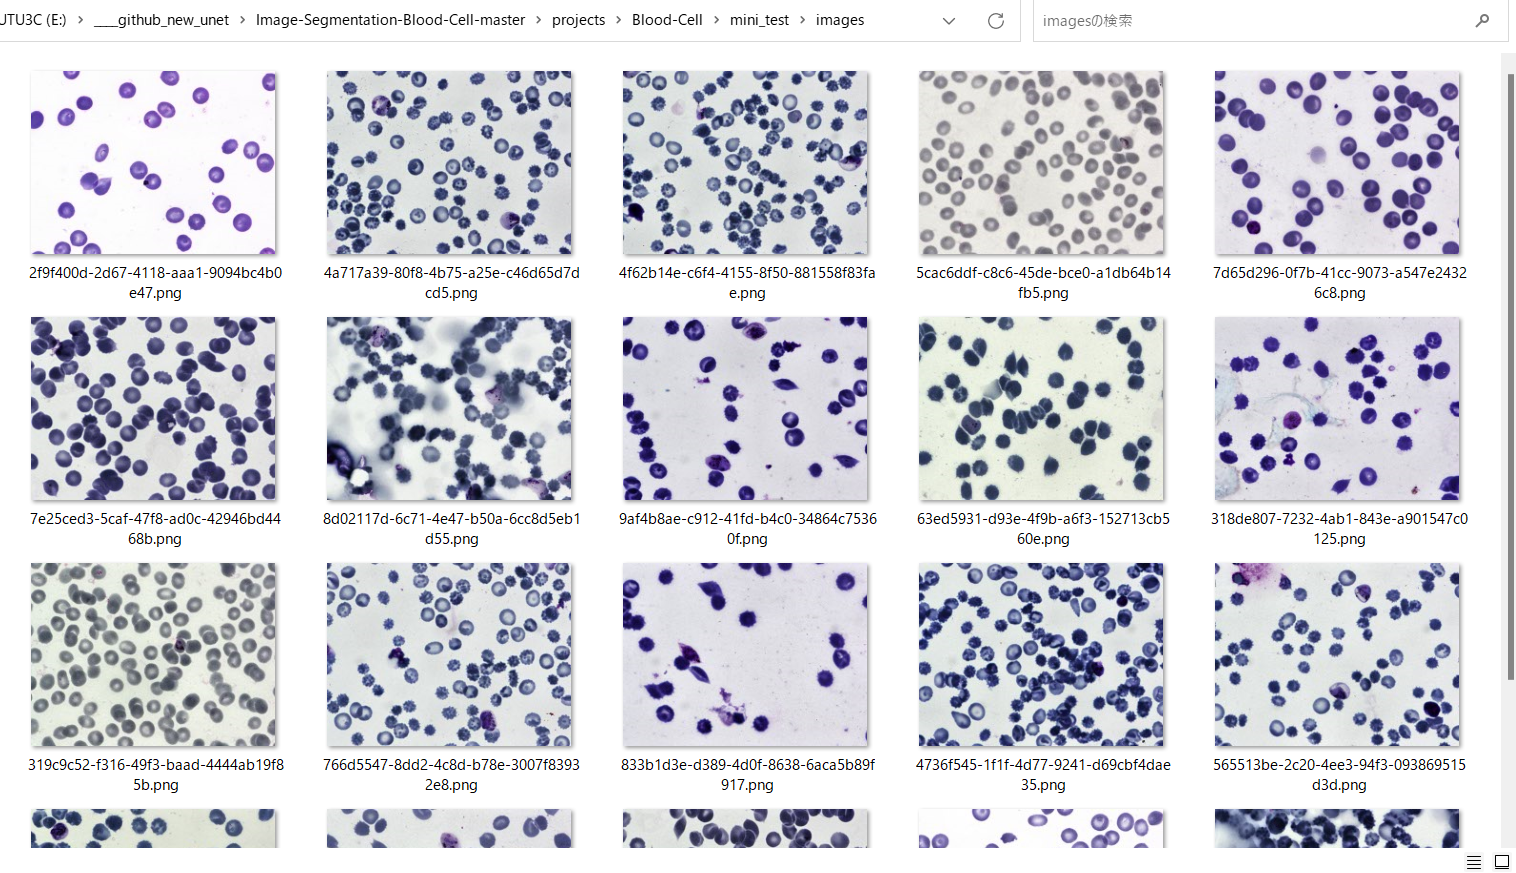 UTU3C (E:) > ____github_new_unet > Image-Segmentation-Blood-Cell-master > projects > Blood-Cell > mini_test > images
imagesの検索
2f9f400d-2d67-4118-aaa1-9094bc4b0
e47.png
4a717a39-80f8-4b75-a25e-c46d65d7d
cd5.png
4f62b14e-c6f4-4155-8f50-881558f83fa
e.png
5cac6ddf-c8c6-45de-bce0-a1db64b14
fb5.png
7d65d296-0f7b-41cc-9073-a547e2432
6c8.png
7e25ced3-5caf-47f8-ad0c-42946bd44
68b.png
8d02117d-6c71-4e47-b50a-6cc8d5eb1
d55.png
9af4b8ae-c912-41fd-b4c0-34864c7536
0f.png
63ed5931-d93e-4f9b-a6f3-152713cb5
60e.png
318de807-7232-4ab1-843e-a901547c0
125.png
319c9c52-f316-49f3-baad-4444ab19f8
5b.png
766d5547-8dd2-4c8d-b78e-3007f8393
2e8.png
833b1d3e-d389-4d0f-8638-6aca5b89f
917.png
4736f545-1f1f-4d77-9241-d69cbf4dae
35.png
565513be-2c20-4ee3-94f3-093869515
d3d.png